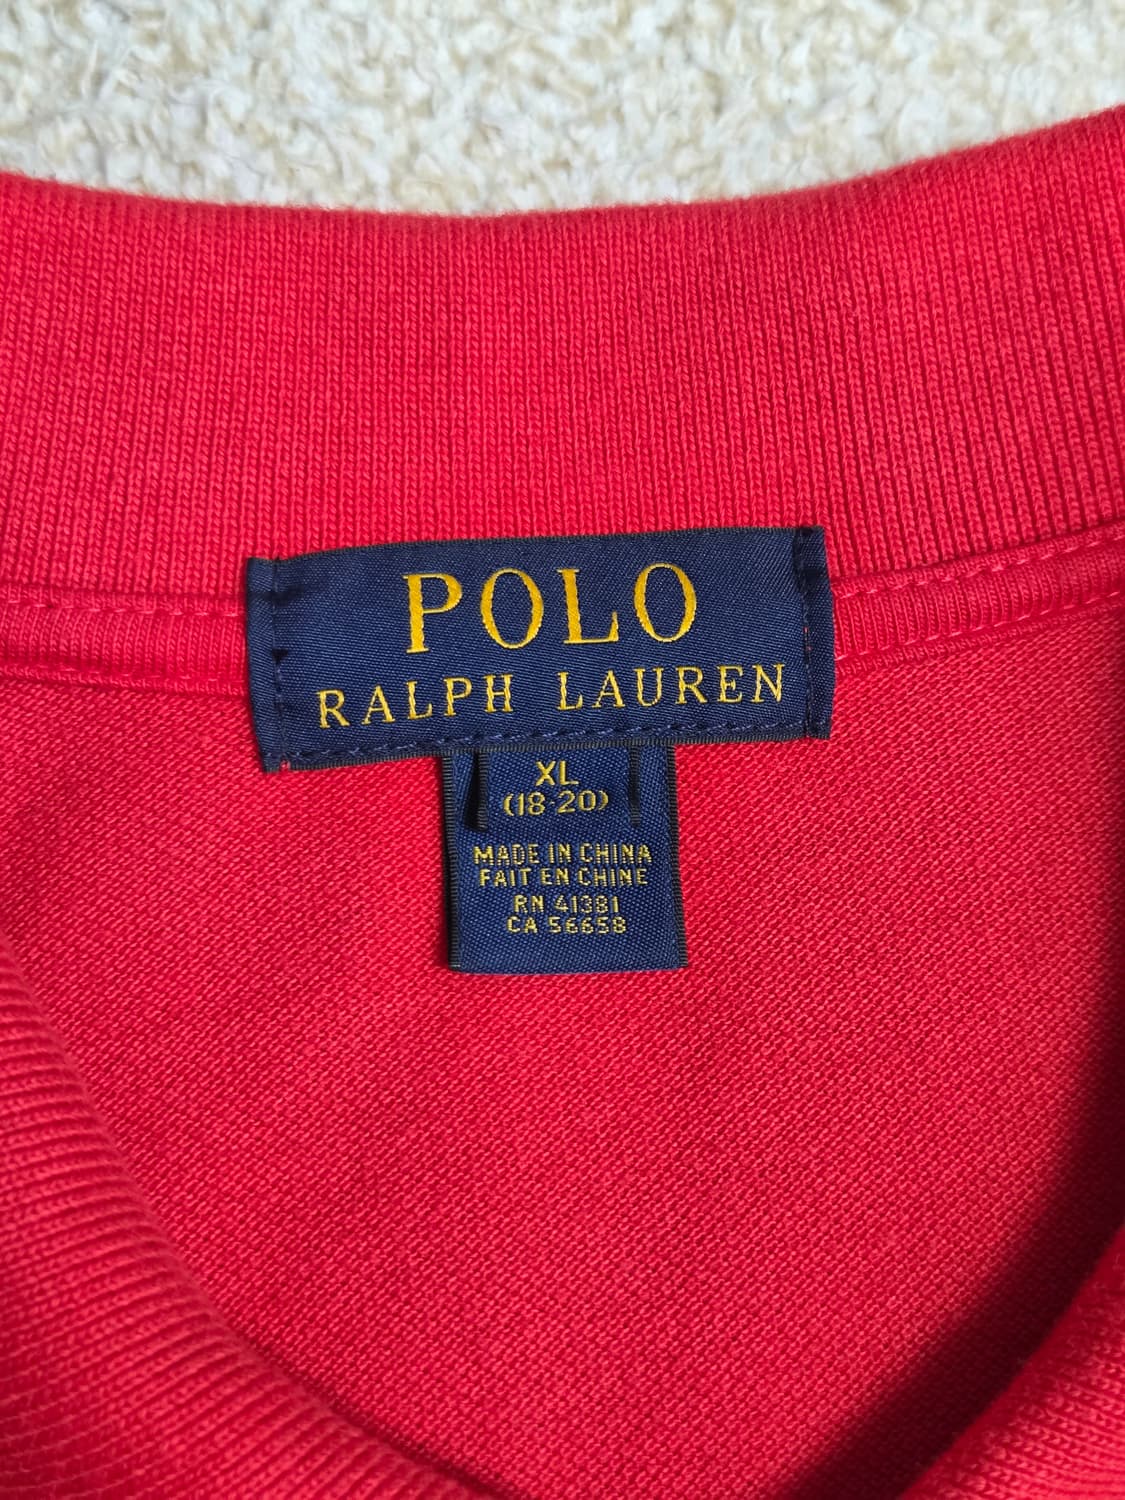 POLO
RALPH LAUREN
XL
(18-20)
MADE IN CHINA
FAIT EN CHINE
RN 41381
CA 56658